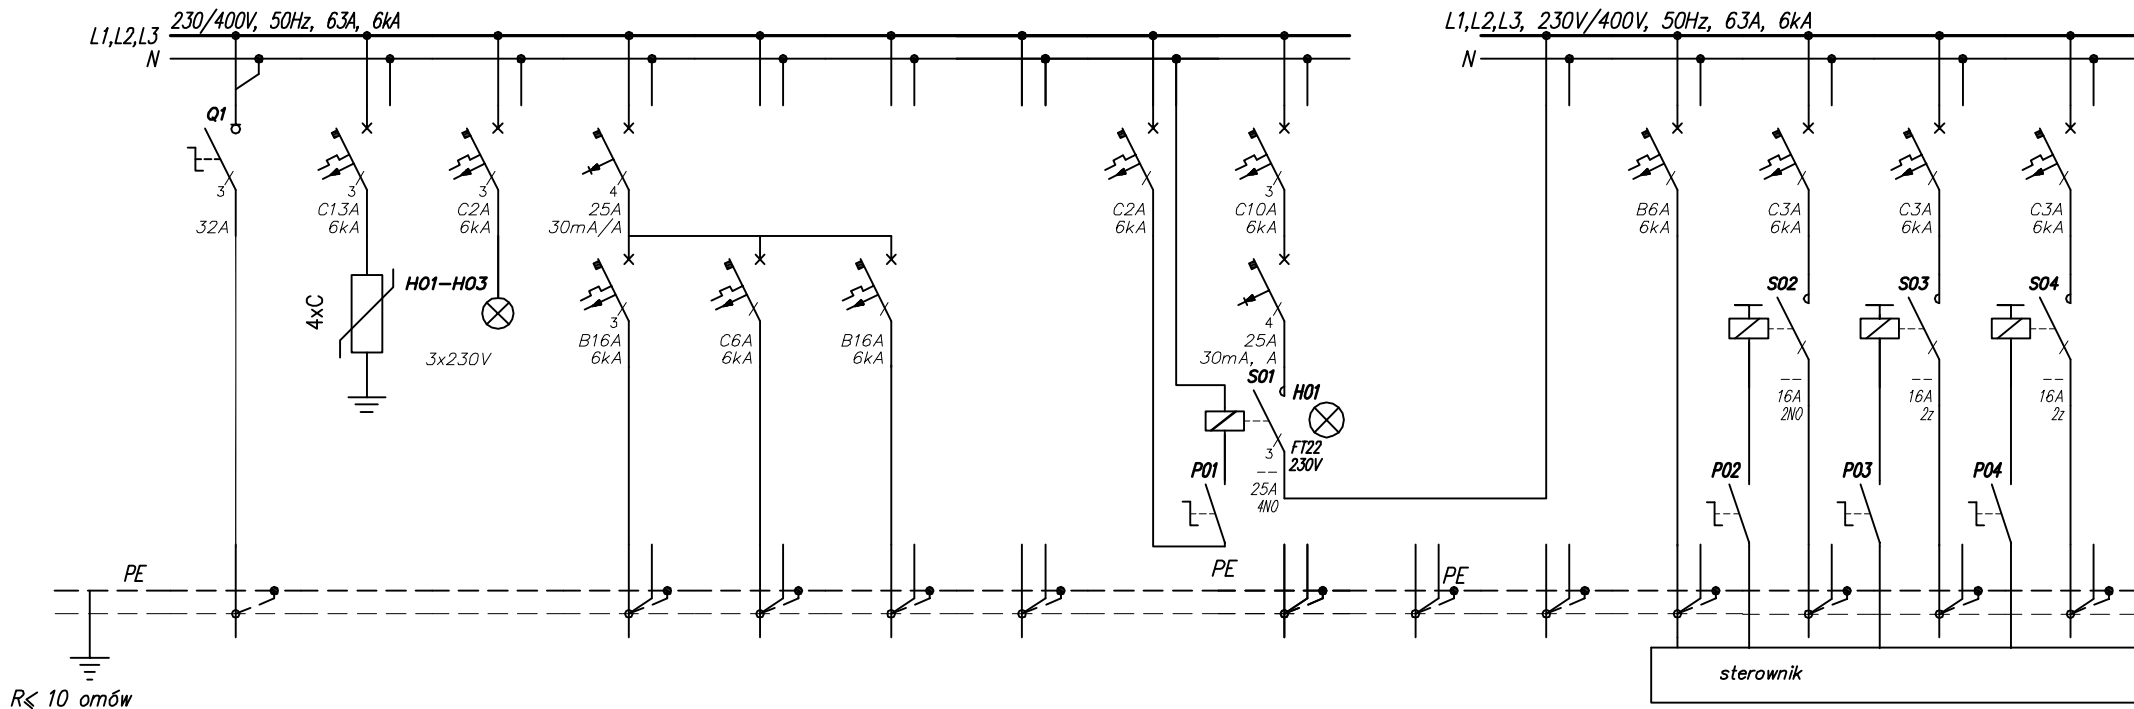 230/400V, 50Hz, 63A, 6kA
L1,L2,L3
N
L1,L2,L3, 230V/400V, 50Hz, 63A, 6kA
N
Q1
3
32A
3
C13A
6kA
4xC
3
C2A
6kA
H01-H03
3x230V
4
25A
30mA/A
3
B16A
6kA
C6A
6kA
B16A
6kA
C2A
6kA
3
C10A
6kA
4
25A
30mA, A
S01
H01
3
FT22
230V
--
25A
4NO
P01
B6A
6kA
C3A
6kA
S02
--
16A
2NO
P02
C3A
6kA
S03
--
16A
2z
P03
C3A
6kA
S04
--
16A
2z
P04
PE
PE
PE
R⩽ 10 omów
sterownik